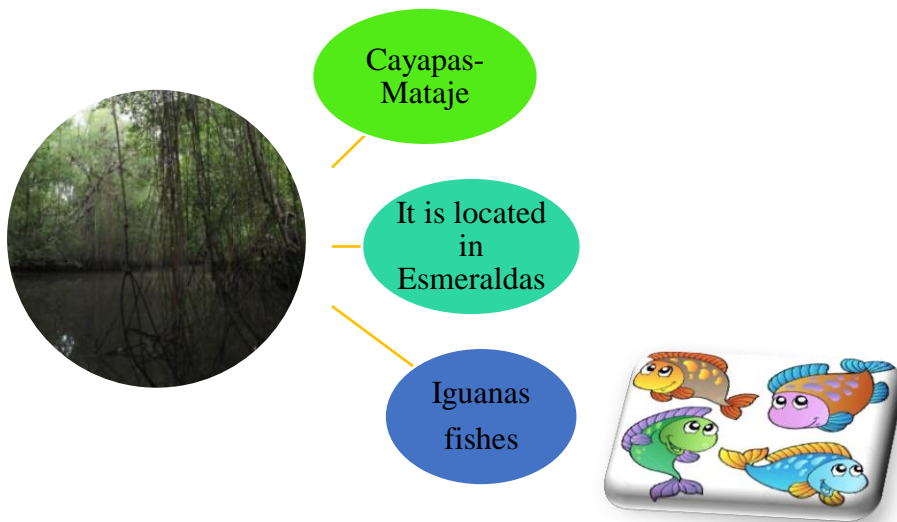 Cayapas-
Mataje
It is located
in
Esmeraldas
Iguanas
fishes